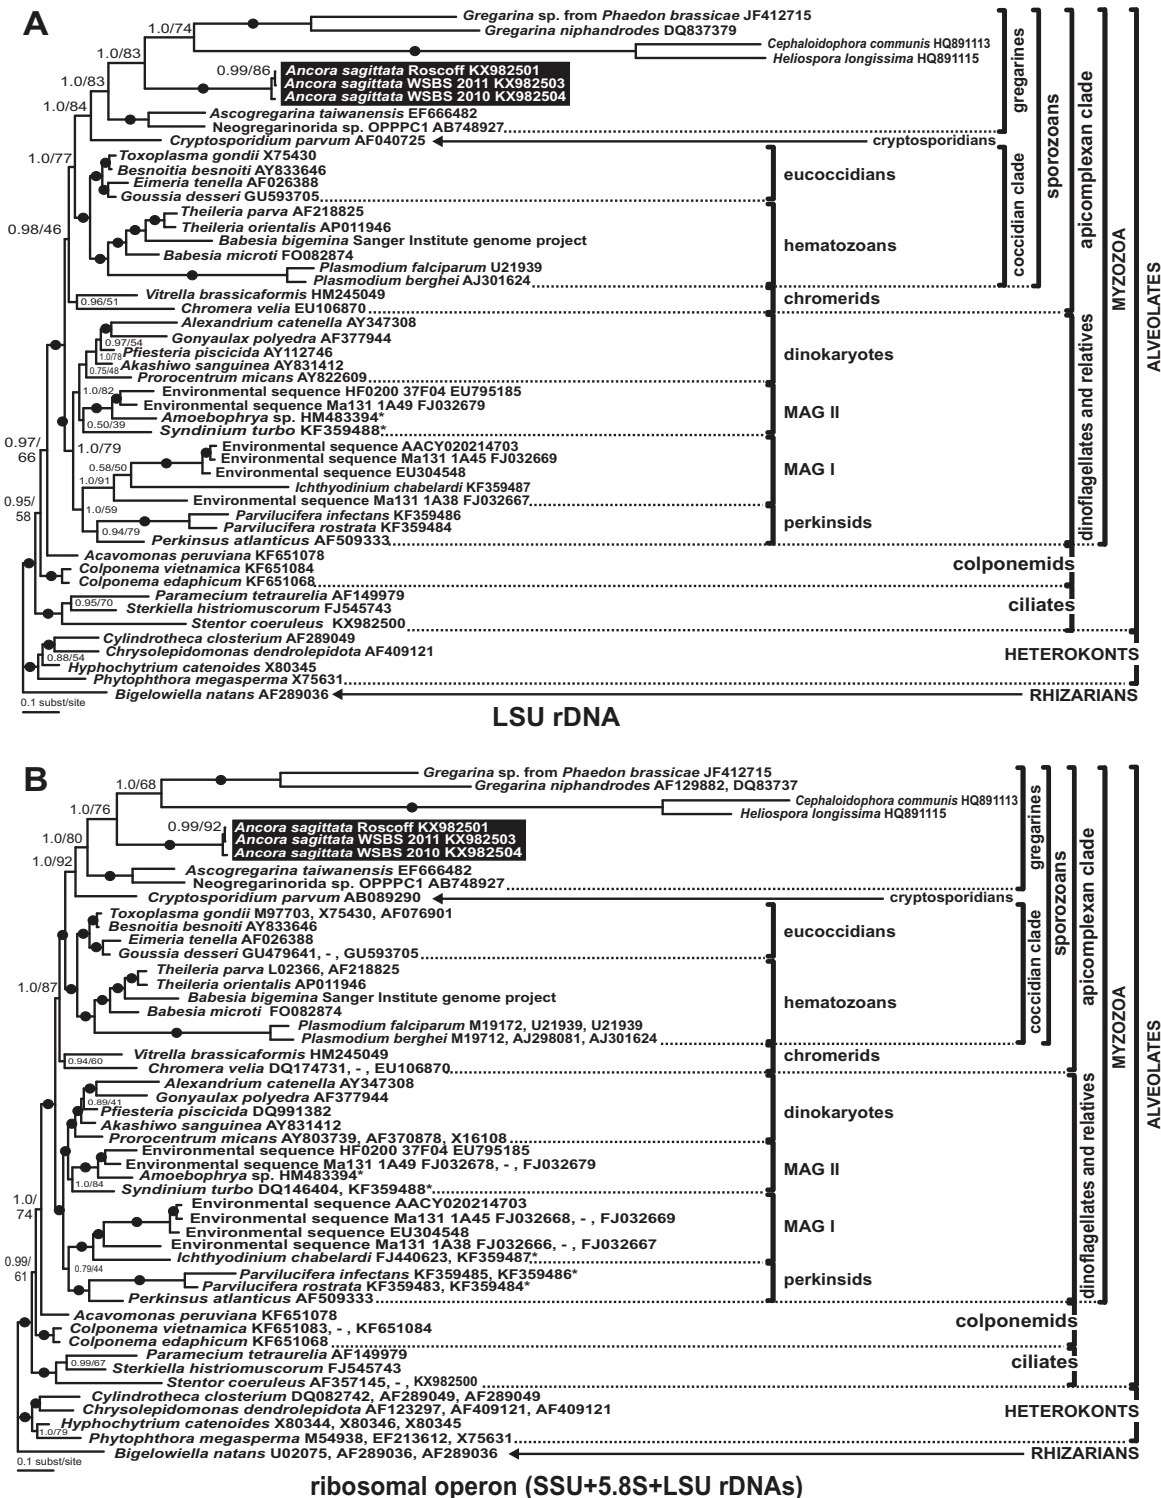 A
1.0/74
Gregarina sp. from Phaedon brassicae JF412715
Gregarina niphandrodes DQ837379
1.0/83
Cephaloidophora communis HQ891113
Heliospora longissima HQ891115
1.0/83
0.99/86
Ancora sagittata Roscoff KX982501
Ancora sagittata WSBS 2011 KX982503
Ancora sagittata WSBS 2010 KX982504
1.0/84
Ascogregarina taiwanensis EF666482
Neogregarinorida sp. OPPPC1 AB748927
gregarines
Cryptosporidium parvum AF040725
cryptosporidians
1.0/77
Toxoplasma gondii X75430
Besnoitia besnoiti AY833646
Eimeria tenella AF026388
Goussia desseri GU593705
eucoccidians
0.98/46
Theileria parva AF218825
Theileria orientalis AP011946
Babesia bigemina Sanger Institute genome project
Babesia microti FO082874
Plasmodium falciparum U21939
Plasmodium berghei AJ301624
hematozoans
coccidian clade
sporozoans
0.96/51
Vitrella brassicaformis HM245049
Chromera velia EU106870
chromerids
apicomplexan clade
Alexandrium catenella AY347308
0.97/54
Gonyaulax polyedra AF377944
1.0/78
Pfiesteria piscicida AY112746
0.75/48
Akashiwo sanguinea AY831412
Prorocentrum micans AY822609
dinokaryotes
1.0/82
Environmental sequence HF0200 37F04 EU795185
Environmental sequence Ma131 1A49 FJ032679
0.50/39
Amoebophrya sp. HM483394*
Syndinium turbo KF359488*
MAG II
0.97/
66
1.0/79
Environmental sequence AACY020214703
0.58/50
Environmental sequence Ma131 1A45 FJ032669
Environmental sequence EU304548
1.0/91
Ichthyodinium chabelardi KF359487
Environmental sequence Ma131 1A38 FJ032667
MAG I
0.95/
58
1.0/59
Parvilucifera infectans KF359486
0.94/79
Parvilucifera rostrata KF359484
Perkinsus atlanticus AF509333
perkinsids
dinoflagellates and relatives
MYZOZOA
Acavomonas peruviana KF651078
Colponema vietnamica KF651084
Colponema edaphicum KF651068
colponemids
0.95/70
Paramecium tetraurelia AF149979
Sterkiella histriomuscorum FJ545743
Stentor coeruleus KX982500
ciliates
ALVEOLATES
Cylindrotheca closterium AF289049
0.88/54
Chrysolepidomonas dendrolepidota AF409121
Hyphochytrium catenoides X80345
Phytophthora megasperma X75631
HETEROKONTS
Bigelowiella natans AF289036
RHIZARIANS
0.1 subst/site
LSU rDNA
B
1.0/68
Gregarina sp. from Phaedon brassicae JF412715
Gregarina niphandrodes AF129882, DQ83737
1.0/76
Cephaloidophora communis HQ891113
Heliospora longissima HQ891115
1.0/80
0.99/92
Ancora sagittata Roscoff KX982501
Ancora sagittata WSBS 2011 KX982503
Ancora sagittata WSBS 2010 KX982504
1.0/92
Ascogregarina taiwanensis EF666482
Neogregarinorida sp. OPPPC1 AB748927
gregarines
Cryptosporidium parvum AB089290
cryptosporidians
Toxoplasma gondii M97703, X75430, AF076901
Besnoitia besnoiti AY833646
Eimeria tenella AF026388
Goussia desseri GU479641, - , GU593705
eucoccidians
1.0/87
Theileria parva L02366, AF218825
Theileria orientalis AP011946
Babesia bigemina Sanger Institute genome project
Babesia microti FO082874
Plasmodium falciparum M19172, U21939, U21939
Plasmodium berghei M19712, AJ298081, AJ301624
hematozoans
coccidian clade
sporozoans
0.94/60
Vitrella brassicaformis HM245049
Chromera velia DQ174731, - , EU106870
chromerids
apicomplexan clade
Alexandrium catenella AY347308
0.89/41
Gonyaulax polyedra AF377944
Pfiesteria piscicida DQ991382
Akashiwo sanguinea AY831412
Prorocentrum micans AY803739, AF370878, X16108
dinokaryotes
Environmental sequence HF0200 37F04 EU795185
Environmental sequence Ma131 1A49 FJ032678, - , FJ032679
1.0/84
Amoebophrya sp. HM483394*
Syndinium turbo DQ146404, KF359488*
MAG II
1.0/
74
Environmental sequence AACY020214703
Environmental sequence Ma131 1A45 FJ032668, - , FJ032669
Environmental sequence EU304548
Environmental sequence Ma131 1A38 FJ032666, - , FJ032667
Ichthyodinium chabelardi FJ440623, KF359487*
MAG I
0.99/
61
0.79/44
Parvilucifera infectans KF359485, KF359486*
Parvilucifera rostrata KF359483, KF359484*
Perkinsus atlanticus AF509333
perkinsids
dinoflagellates and relatives
MYZOZOA
Acavomonas peruviana KF651078
Colponema vietnamica KF651083, - , KF651084
Colponema edaphicum KF651068
colponemids
0.99/67
Paramecium tetraurelia AF149979
Sterkiella histriomuscorum FJ545743
Stentor coeruleus AF357145, - , KX982500
ciliates
ALVEOLATES
Cylindrotheca closterium DQ082742, AF289049, AF289049
Chrysolepidomonas dendrolepidota AF123297, AF409121, AF409121
1.0/79
Hyphochytrium catenoides X80344, X80346, X80345
Phytophthora megasperma M54938, EF213612, X75631
HETEROKONTS
Bigelowiella natans U02075, AF289036, AF289036
RHIZARIANS
0.1 subst/site
ribosomal operon (SSU+5.8S+LSU rDNAs)